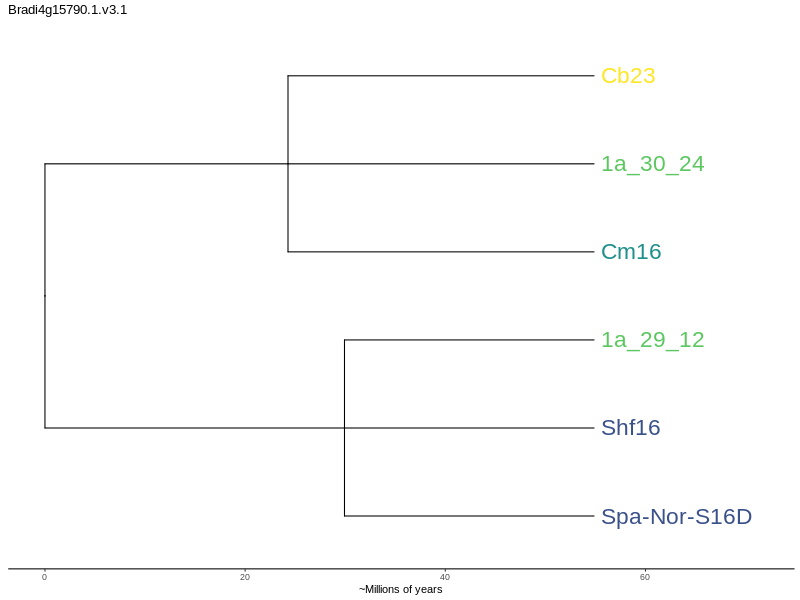 Bradi4g15790.1.v3.1
Cb23
1a_30_24
Cm16
1a_29_12
Shf16
Spa-Nor-S16D
0 20 40 60
~Millions of years